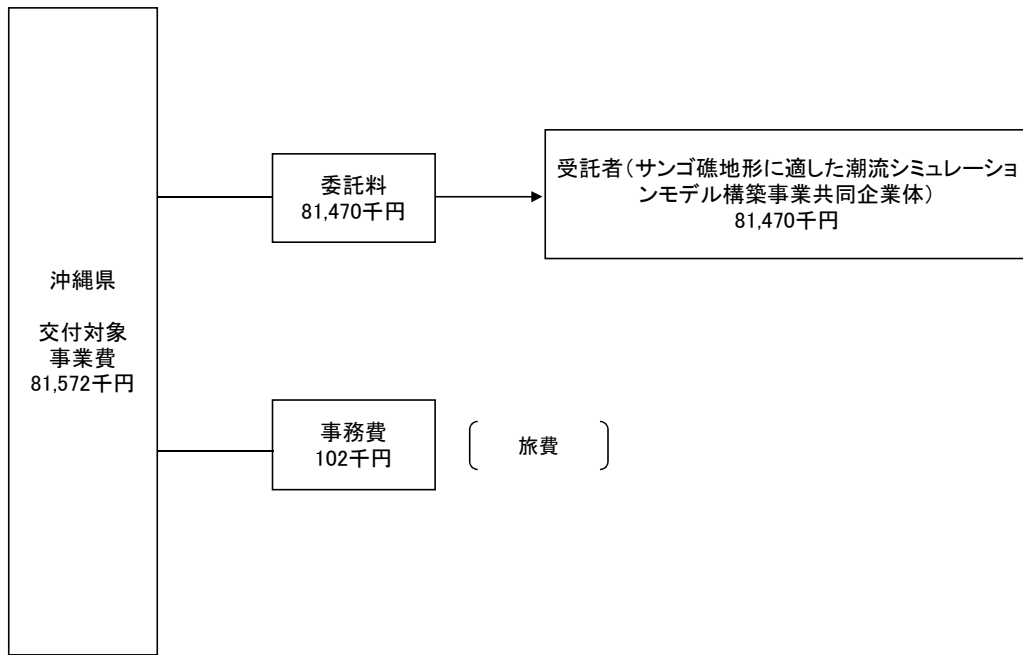 沖縄県
交付対象
事業費
81,572千円
委託料
81,470千円
受託者（サンゴ礁地形に適した潮流シミュレーショ
ンモデル構築事業共同企業体）
81,470千円
事務費
102千円
旅費